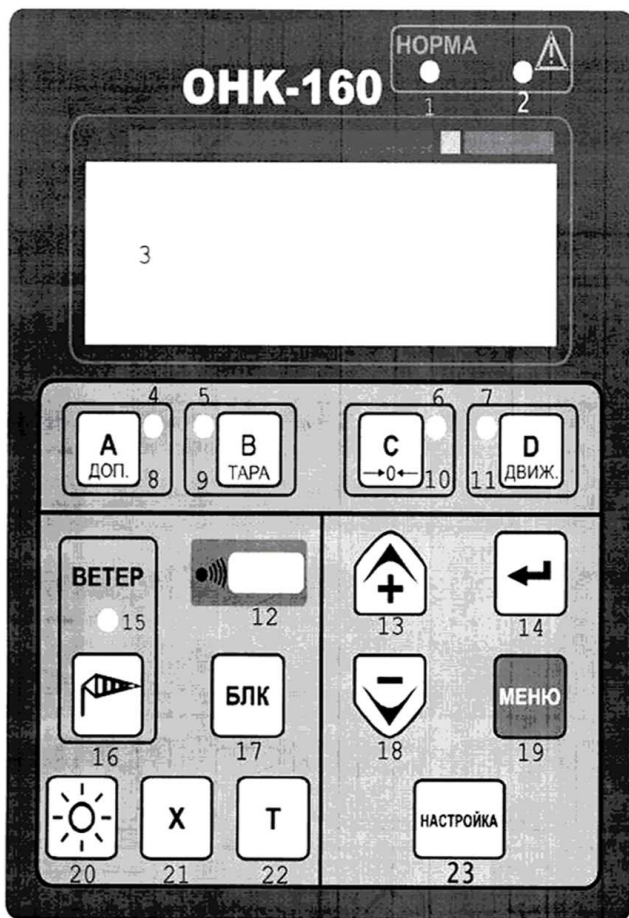 НОРМА
ОНК-160
1 2
3
4 5 6 7
A B C D
ДОП. ТАРА →0← ДВИЖ.
8 9 10 11
ВЕТЕР
+
12 13 14
15
–
БЛК МЕНЮ
16 17 18 19
X T НАСТРОЙКА
20 21 22 23